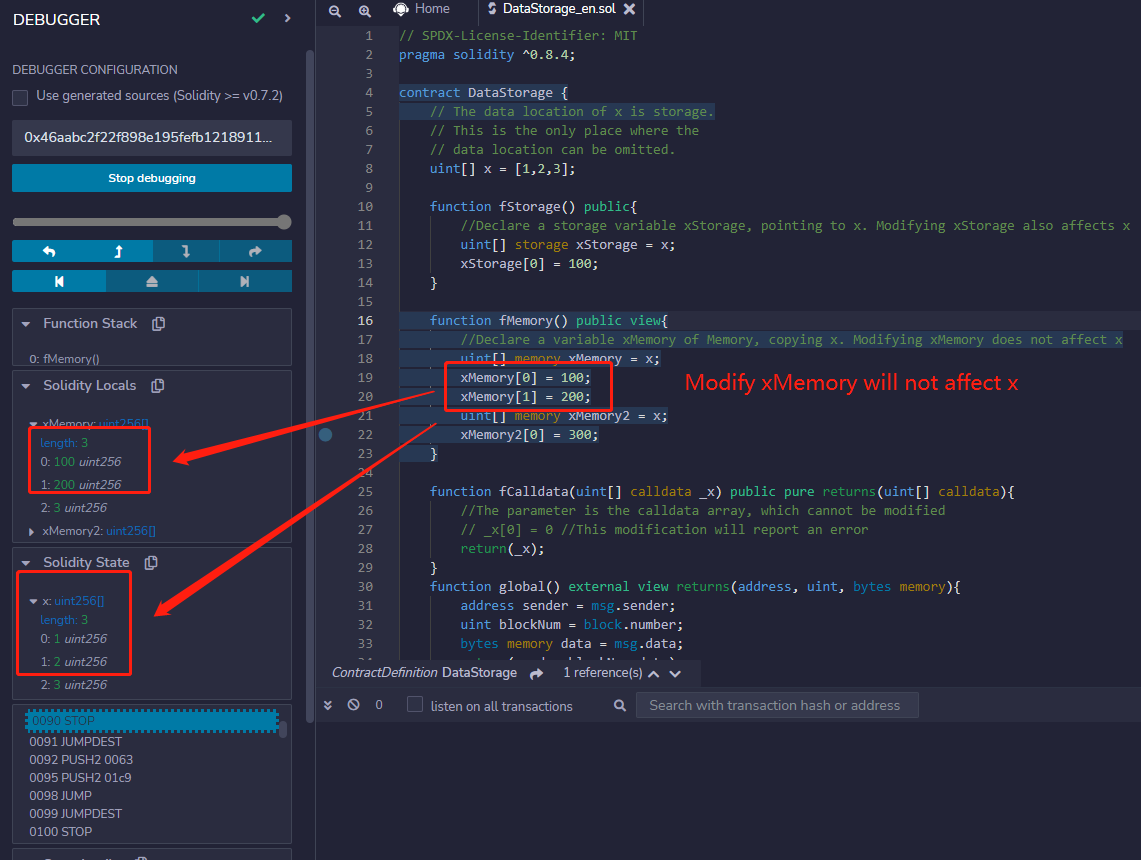 DEBUGGER
DEBUGGER CONFIGURATION
Use generated sources (Solidity >= v0.7.2)
0x46aabc2f22f898e195fefb1218911...
Stop debugging
Function Stack
0: fMemory()
Solidity Locals
xMemory: uint256[]
length: 3
0: 100 uint256
1: 200 uint256
2: 3 uint256
xMemory2: uint256[]
Solidity State
x: uint256[]
length: 3
0: 1 uint256
1: 2 uint256
2: 3 uint256
0090 STOP
0091 JUMPDEST
0092 PUSH2 0063
0095 PUSH2 01c9
0098 JUMP
0099 JUMPDEST
0100 STOP
Home
DataStorage_en.sol
1 // SPDX-License-Identifier: MIT
2 pragma solidity ^0.8.4;
3
4 contract DataStorage {
5 // The data location of x is storage.
6 // This is the only place where the
7 // data location can be omitted.
8 uint[] x = [1,2,3];
9
10 function fStorage() public{
11 //Declare a storage variable xStorage, pointing to x. Modifying xStorage also affects x
12 uint[] storage xStorage = x;
13 xStorage[0] = 100;
14 }
15
16 function fMemory() public view{
17 //Declare a variable xMemory of Memory, copying x. Modifying xMemory does not affect x
18 uint[] memory xMemory = x;
19 xMemory[0] = 100;
20 xMemory[1] = 200;
21 uint[] memory xMemory2 = x;
22 xMemory2[0] = 300;
23 }
24
25 function fCalldata(uint[] calldata _x) public pure returns(uint[] calldata){
26 //The parameter is the calldata array, which cannot be modified
27 // _x[0] = 0 //This modification will report an error
28 return(_x);
29 }
30 function global() external view returns(address, uint, bytes memory){
31 address sender = msg.sender;
32 uint blockNum = block.number;
33 bytes memory data = msg.data;
Modify xMemory will not affect x
ContractDefinition DataStorage 1 reference(s)
0 listen on all transactions Search with transaction hash or address